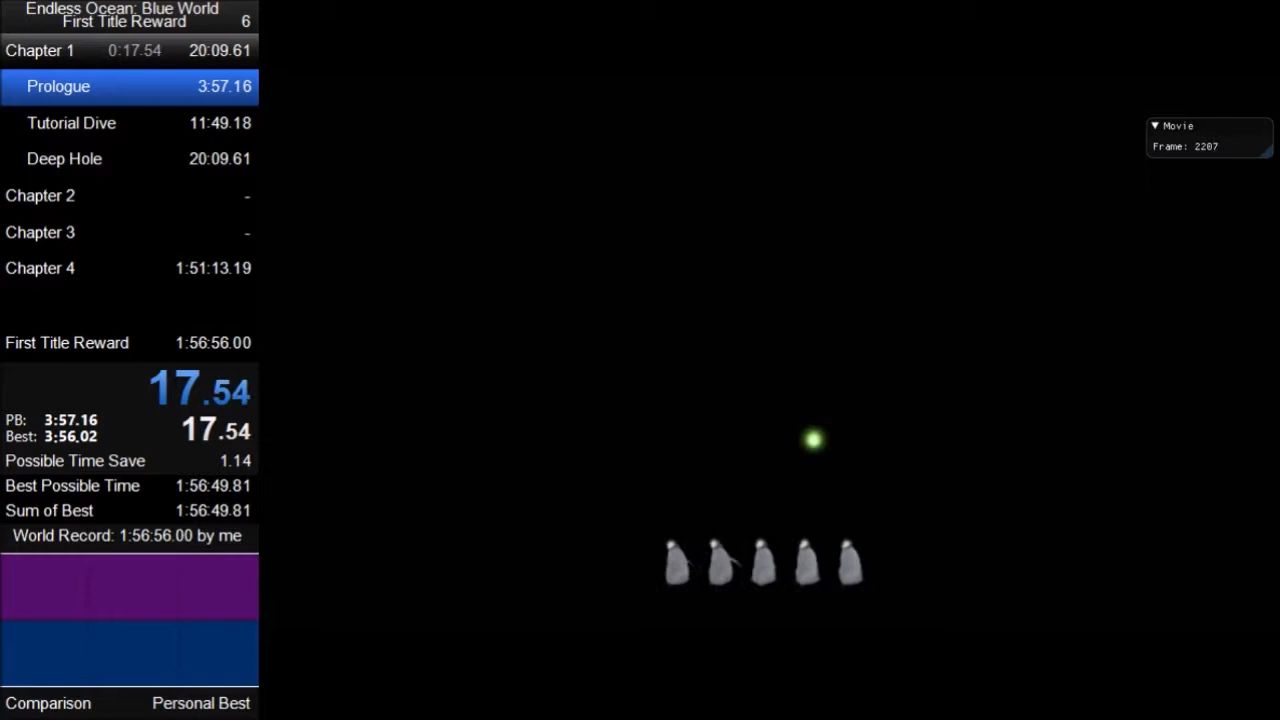 Endless Ocean: Blue World
First Title Reward 6
Chapter 1 0:17.54 20:09.61
Prologue 3:57.16
Tutorial Dive 11:49.18
Deep Hole 20:09.61
Chapter 2 -
Chapter 3 -
Chapter 4 1:51:13.19
First Title Reward 1:56:56.00
17.54
PB: 3:57.16
Best: 3:56.02
17.54
Possible Time Save 1.14
Best Possible Time 1:56:49.81
Sum of Best 1:56:49.81
World Record: 1:56:56.00 by me
Comparison Personal Best
▼ Movie
Frame: 2207